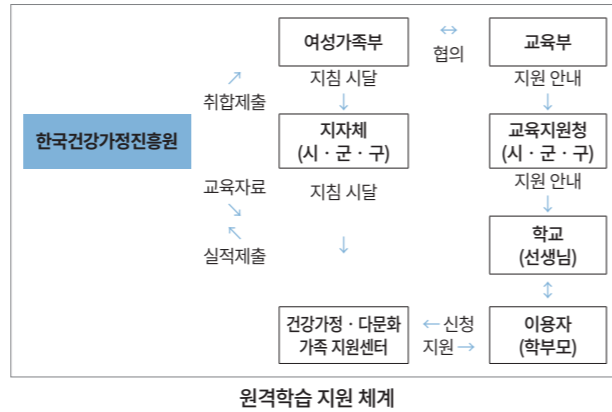 여성가족부
↔
협의
교육부
↗
취합제출
지침 시달
↓
지원 안내
↓
한국건강가정진흥원
지자체
(시 · 군 · 구)
교육지원청
(시 · 군 · 구)
교육자료
↘
↖
실적제출
지침 시달
↓
지원 안내
↓
학교
(선생님)
↕
건강가정 · 다문화
가족 지원센터
← 신청
지원 →
이용자
(학부모)
원격학습 지원 체계